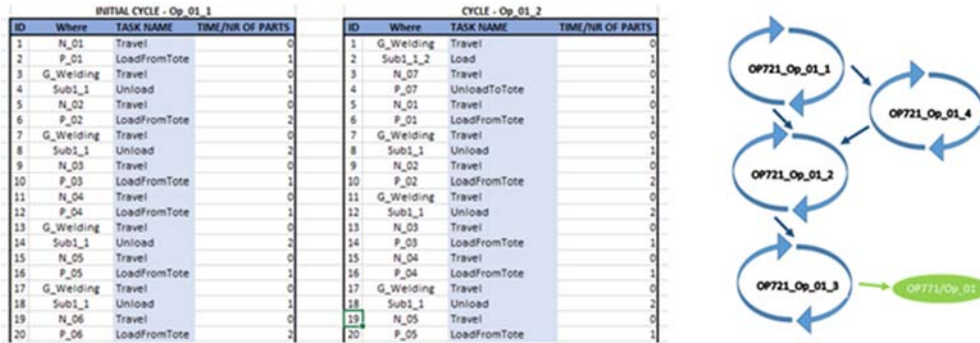 INITIAL CYCLE - Op_01_1
ID Where TASK NAME TIME/NR OF PARTS
1 N_01 Travel 0
2 P_01 LoadFromTote 1
3 G_Welding Travel 0
4 Sub1_1 Unload 1
5 N_02 Travel 0
6 P_02 LoadFromTote 2
7 G_Welding Travel 0
8 Sub1_1 Unload 2
9 N_03 Travel 0
10 P_03 LoadFromTote 1
11 N_04 Travel 0
12 P_04 LoadFromTote 1
13 G_Welding Travel 0
14 Sub1_1 Unload 2
15 N_05 Travel 0
16 P_05 LoadFromTote 1
17 G_Welding Travel 0
18 Sub1_1 Unload 1
19 N_06 Travel 0
20 P_06 LoadFromTote 2
CYCLE - Op_01_2
ID Where TASK NAME TIME/NR OF PARTS
1 G_Welding Travel 0
2 Sub1_1_2 Load 1
3 N_07 Travel 0
4 P_07 UnloadToTote 1
5 N_01 Travel 0
6 P_01 LoadFromTote 1
7 G_Welding Travel 0
8 Sub1_1 Unload 1
9 N_02 Travel 0
10 P_02 LoadFromTote 2
11 G_Welding Travel 0
12 Sub1_1 Unload 2
13 N_03 Travel 0
14 P_03 LoadFromTote 1
15 N_04 Travel 0
16 P_04 LoadFromTote 1
17 G_Welding Travel 0
18 Sub1_1 Unload 2
19 N_05 Travel 0
20 P_05 LoadFromTote 1
OP721_Op_01_1
OP721_Op_01_4
OP721_Op_01_2
OP721_Op_01_3
OP771/Op_01